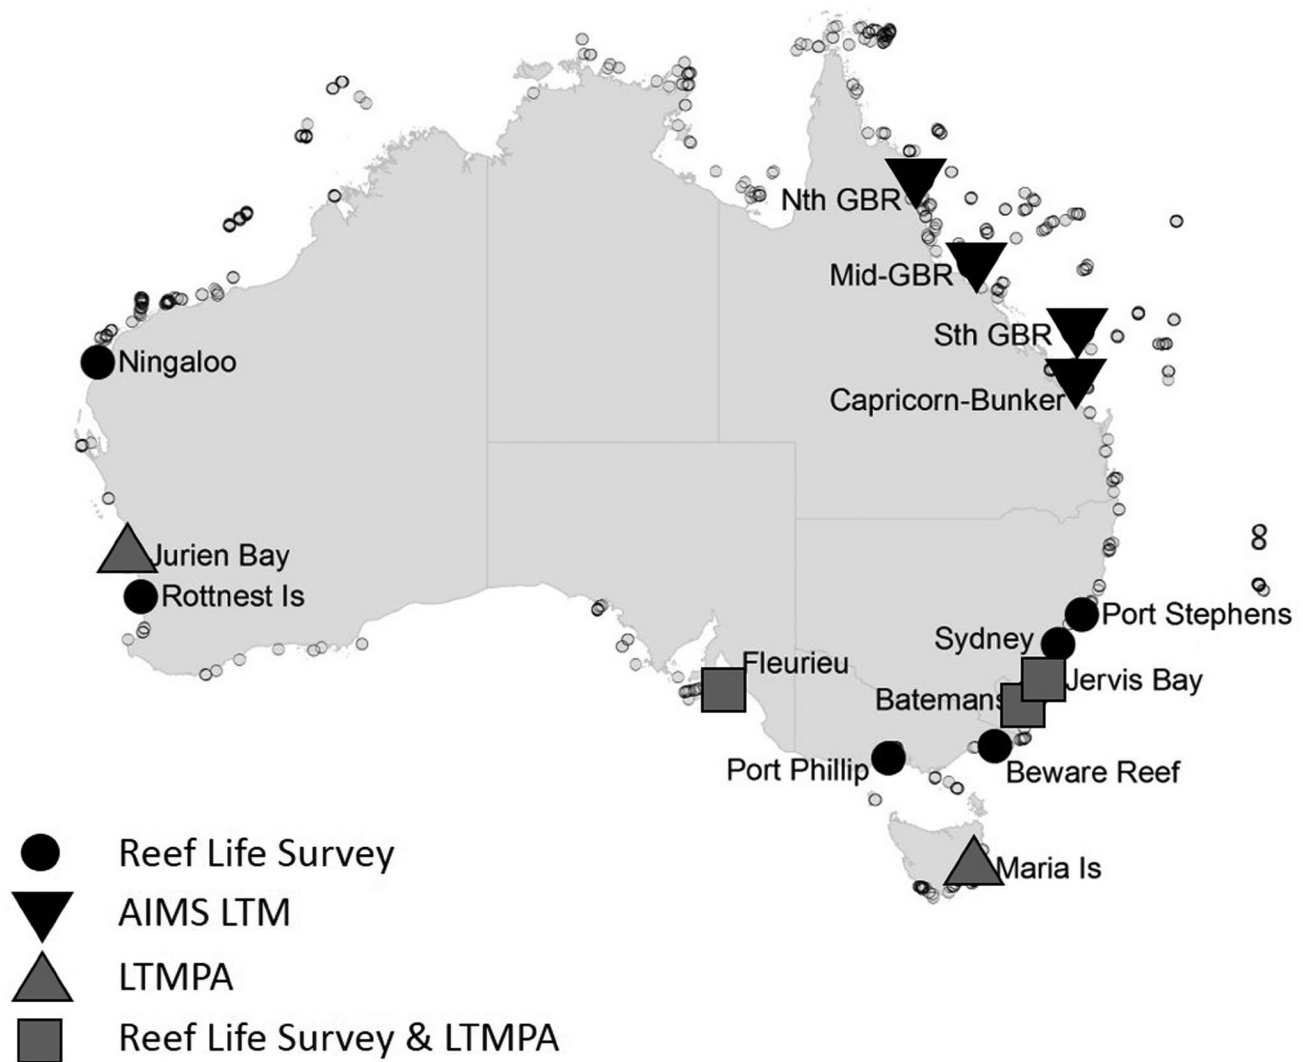 Nth GBR
Mid-GBR
Sth GBR
Ningaloo
Capricorn-Bunker
Jurien Bay
Rottnest Is
Port Stephens
Sydney
Fleurieu
Jervis Bay
Batemans
Port Phillip
Beware Reef
Maria Is
Reef Life Survey
AIMS LTM
LTMPA
Reef Life Survey & LTMPA